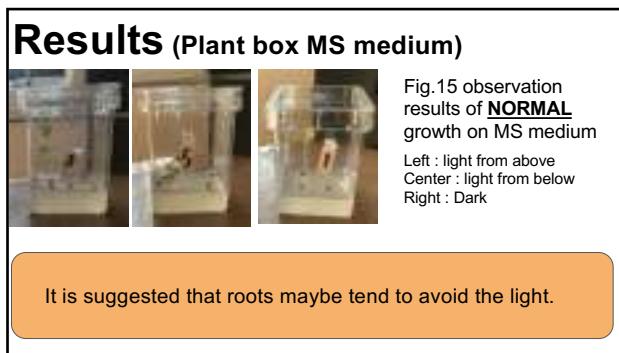 Results (Plant box MS medium)
Fig.15 observation
results of NORMAL
growth on MS medium
Left : light from above
Center : light from below
Right : Dark
It is suggested that roots maybe tend to avoid the light.